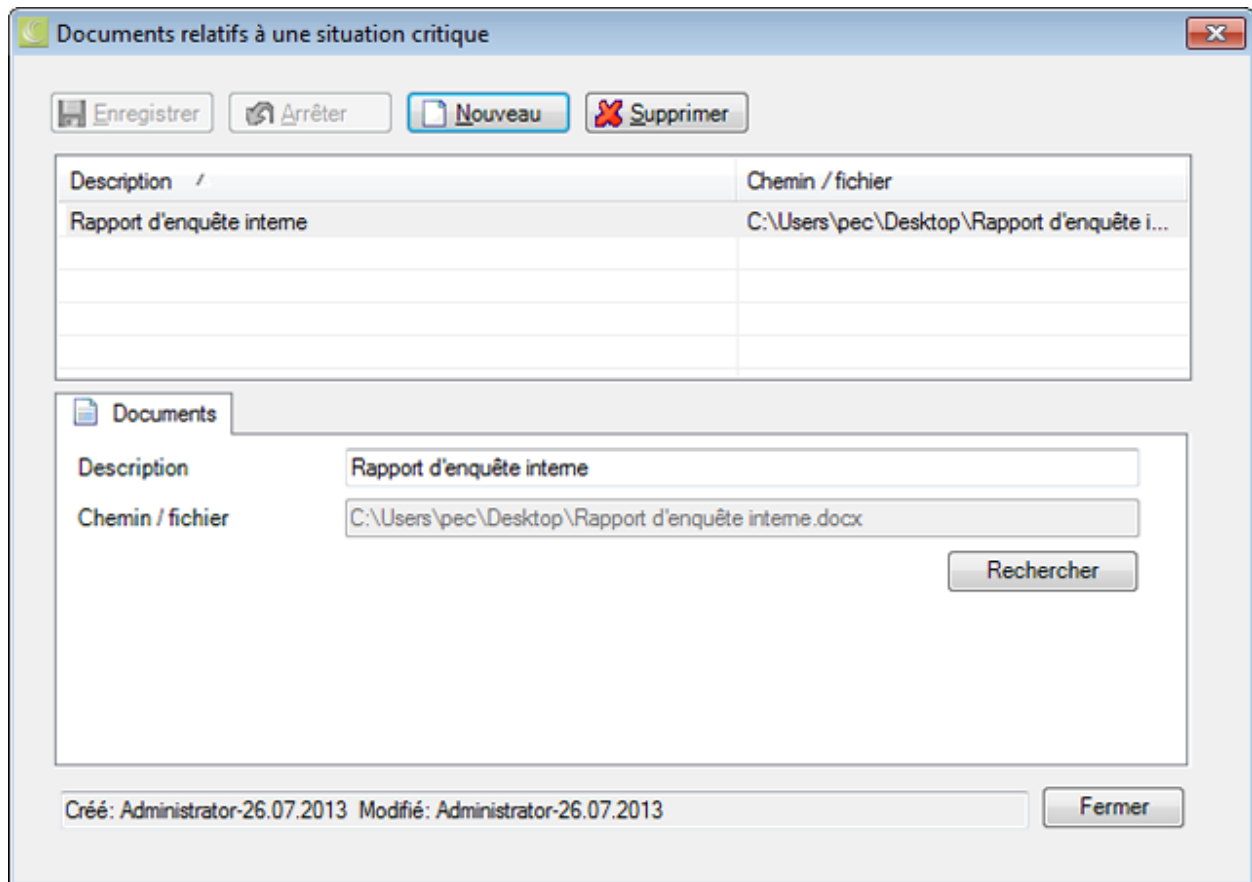 Documents relatifs à une situation critique
Enregistrer Arrêter Nouveau Supprimer
Description Chemin / fichier
Rapport d'enquête interne C:\Users\pec\Desktop\Rapport d'enquête i...
Documents
Description Rapport d'enquête interne
Chemin / fichier C:\Users\pec\Desktop\Rapport d'enquête interne.docx
Rechercher
Créé: Administrator-26.07.2013 Modifié: Administrator-26.07.2013 Fermer